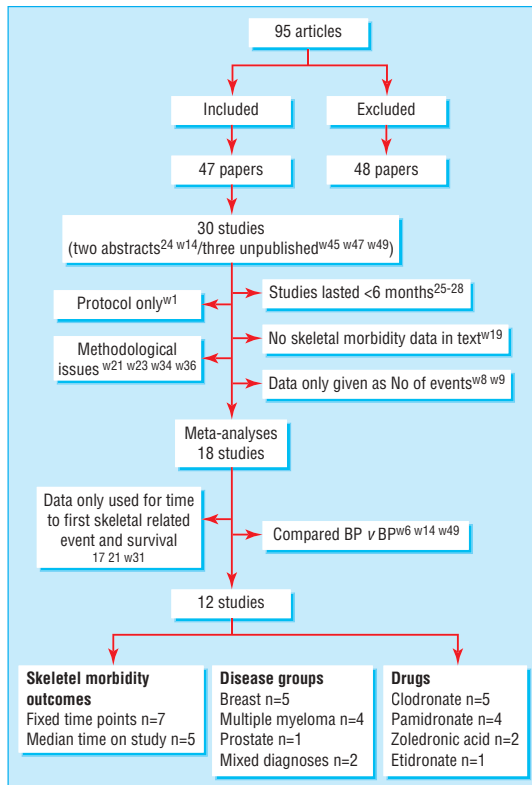 95 articles
Included
Excluded
47 papers
48 papers
30 studies
(two abstracts24 w14/three unpublishedw45 w47 w49)
Protocol onlyw1
Studies lasted <6 months25-28
No skeletal morbidity data in textw19
Methodological
issues w21 w23 w34 w36
Data only given as No of eventsw8 w9
Meta-analyses
18 studies
Data only used for time
to first skeletal related
event and survival
17 21 w31
Compared BP v BPw6 w14 w49
12 studies
Skeletel morbidity
outcomes
Fixed time points n=7
Median time on study n=5
Disease groups
Breast n=5
Multiple myeloma n=4
Prostate n=1
Mixed diagnoses n=2
Drugs
Clodronate n=5
Pamidronate n=4
Zoledronic acid n=2
Etidronate n=1